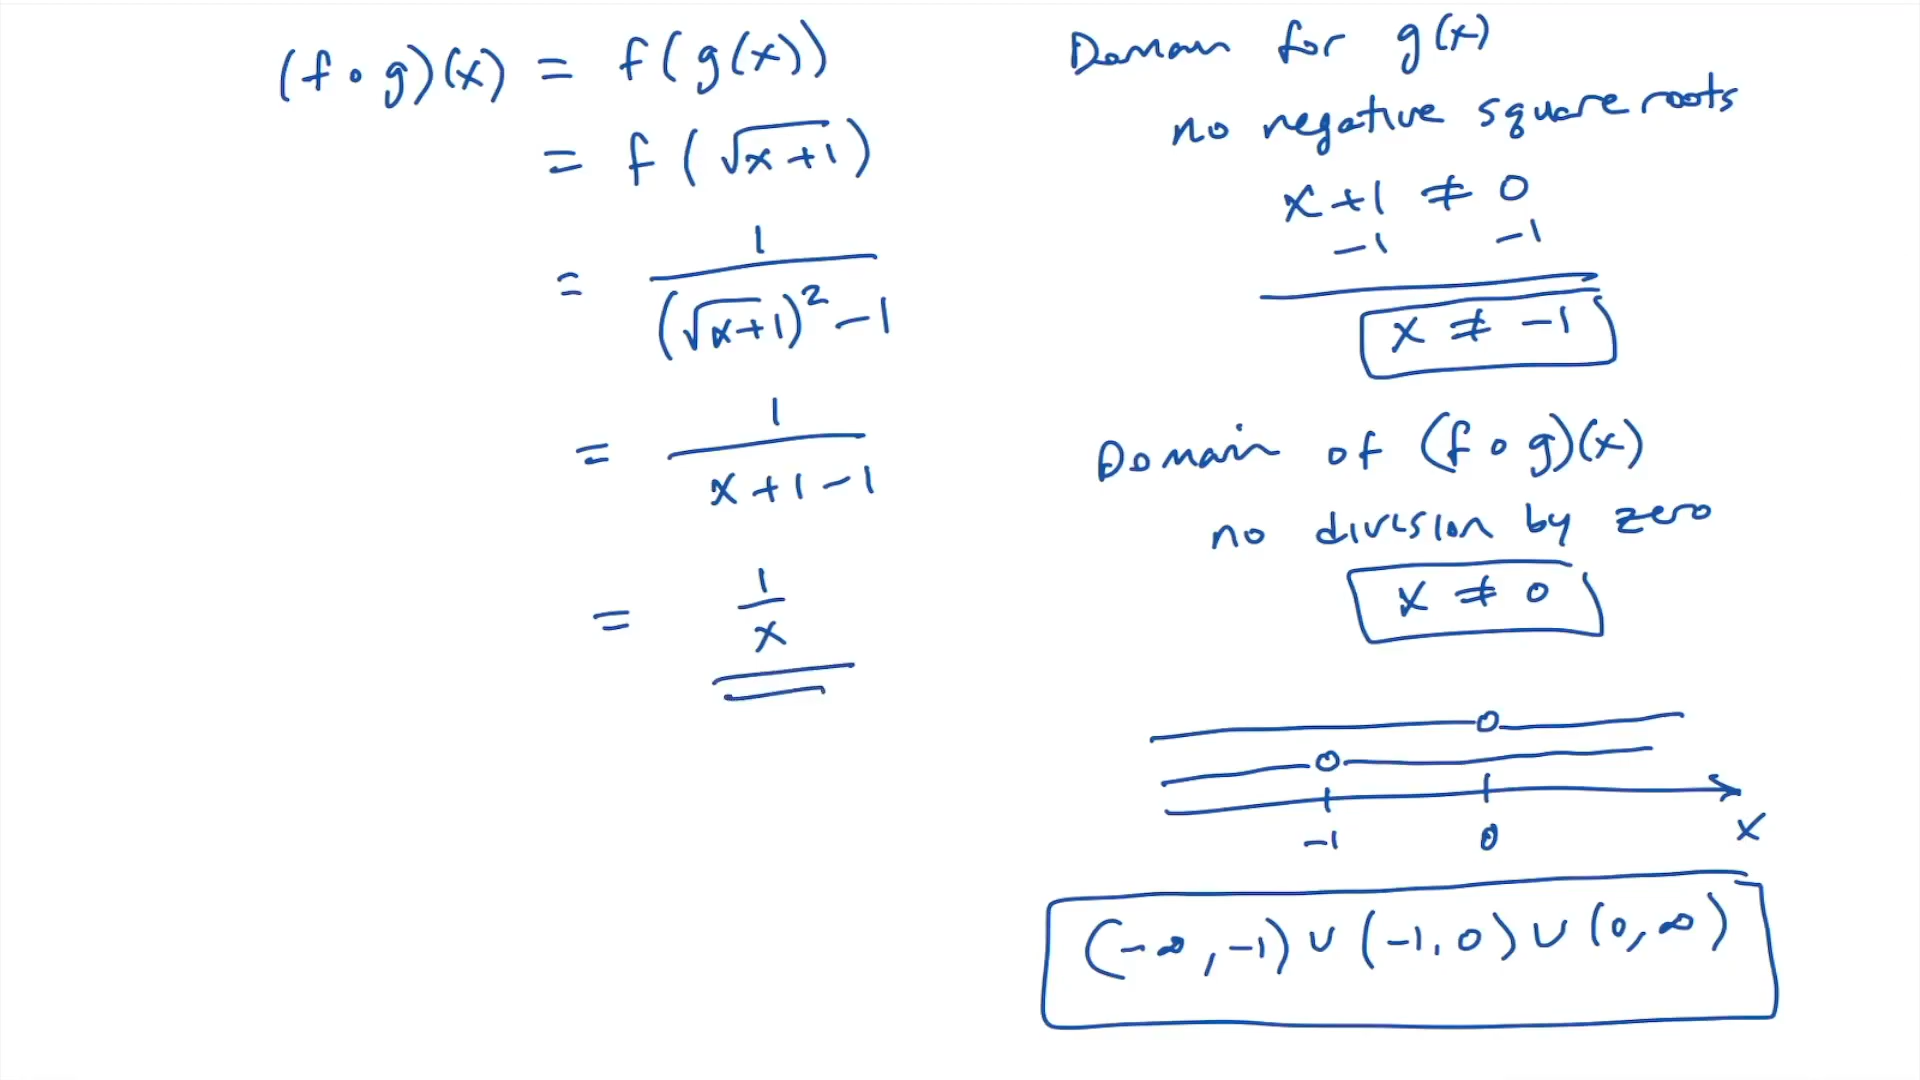 (f ∘ g)(x) = f(g(x))
= f(√(x+1))
= 1/((√(x+1))² − 1)
= 1/(x+1−1)
= 1/x
Domain for g(x)
no negative square roots
x+1 ≠ 0
−1 −1
x ≠ −1
Domain of (f ∘ g)(x)
no division by zero
x ≠ 0
−1 0 x
(−∞, −1) ∪ (−1, 0) ∪ (0, ∞)